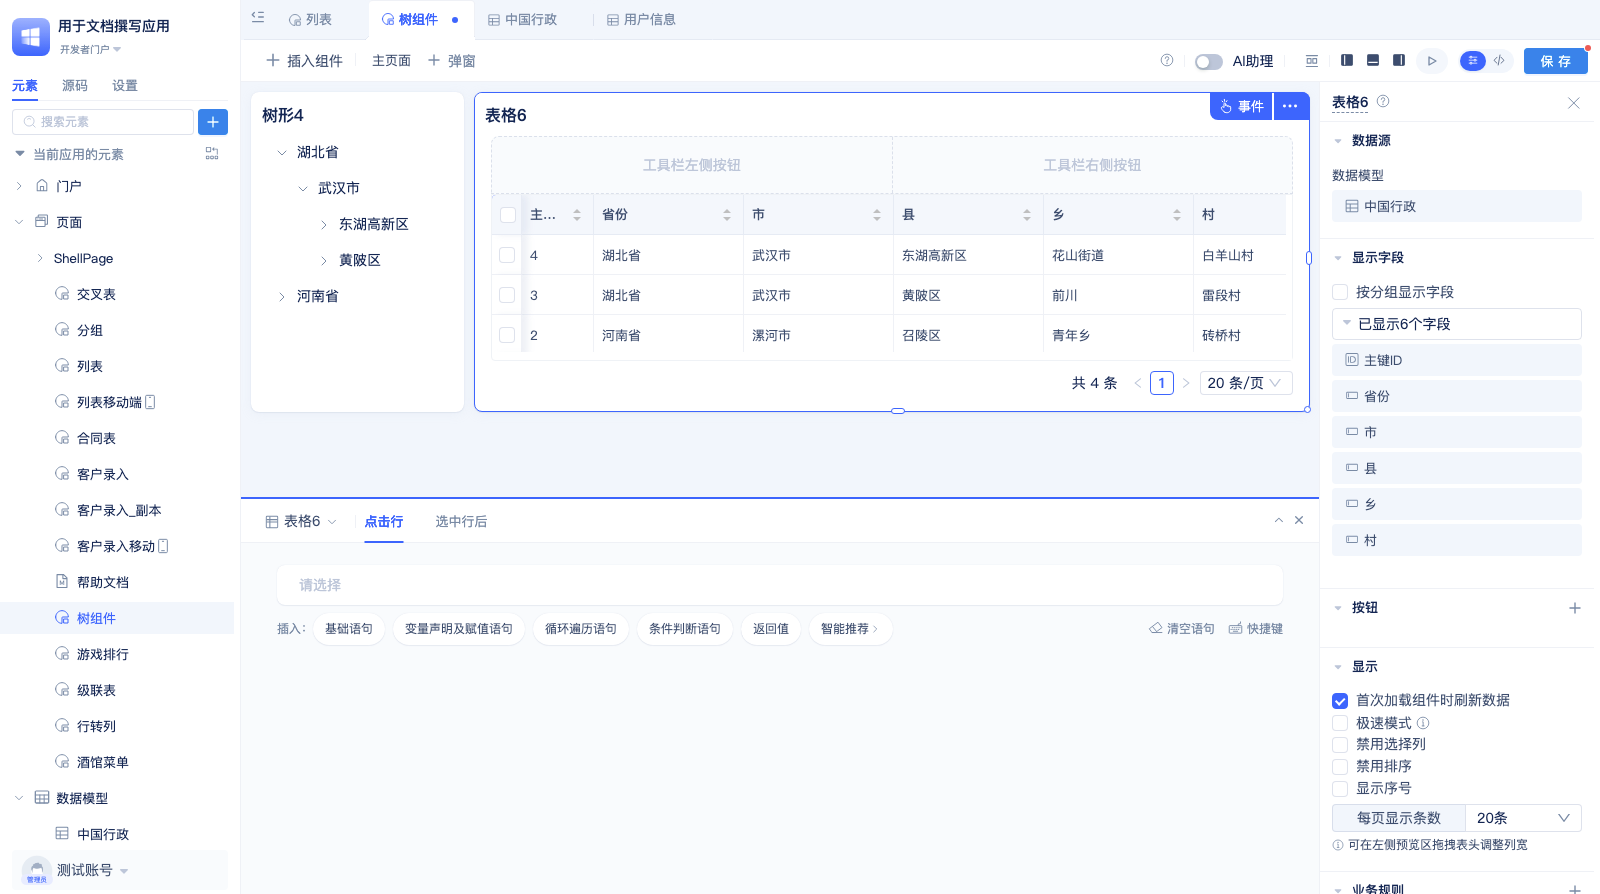 用于文档撰写应用
开发者门户
元素
源码
设置
搜索元素
当前应用的元素
门户
页面
ShellPage
交叉表
分组
列表
列表移动端
合同表
客户录入
客户录入_副本
客户录入移动
帮助文档
树组件
游戏排行
级联表
行转列
酒馆菜单
数据模型
中国行政
测试账号
管理员
列表
树组件
中国行政
用户信息
插入组件
主页面
弹窗
AI助理
保存
树形4
湖北省
武汉市
东湖高新区
黄陂区
河南省
表格6
事件
工具栏左侧按钮
工具栏右侧按钮
主... 省份 市 县 乡 村
4 湖北省 武汉市 东湖高新区 花山街道 白羊山村
3 湖北省 武汉市 黄陂区 前川 雷段村
2 河南省 漯河市 召陵区 青年乡 砖桥村
共 4 条 1 20 条/页
表格6
点击行
选中行后
请选择
插入:
基础语句
变量声明及赋值语句
循环遍历语句
条件判断语句
返回值
智能推荐
清空语句
快捷键
表格6
数据源
数据模型
中国行政
显示字段
按分组显示字段
已显示6个字段
主键ID
省份
市
县
乡
村
按钮
显示
首次加载组件时刷新数据
极速模式
禁用选择列
禁用排序
显示序号
每页显示条数 20条
可在左侧预览区拖拽表头调整列宽
业务规则